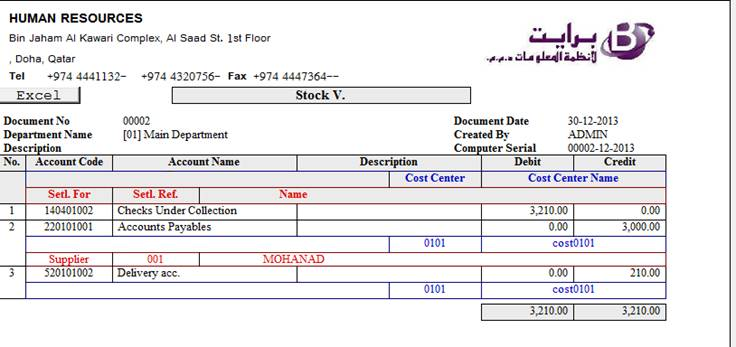 HUMAN RESOURCES
Bin Jaham Al Kawari Complex, Al Saad St. 1st Floor
, Doha, Qatar
Tel +974 4441132- +974 4320756- Fax +974 4447364--
برايت
لأنظمة المعلومات ذ.م.م.
B
Excel Stock V.
Document No 00002 Document Date 30-12-2013
Department Name [01] Main Department Created By ADMIN
Description Computer Serial 00002-12-2013
No. Account Code Account Name Description Debit Credit
Cost Center Cost Center Name
Setl. For Setl. Ref. Name
1 140401002 Checks Under Collection 3,210.00 0.00
2 220101001 Accounts Payables 0.00 3,000.00
0101 cost0101
Supplier 001 MOHANAD
3 520101002 Delivery acc. 0.00 210.00
0101 cost0101
3,210.00 3,210.00